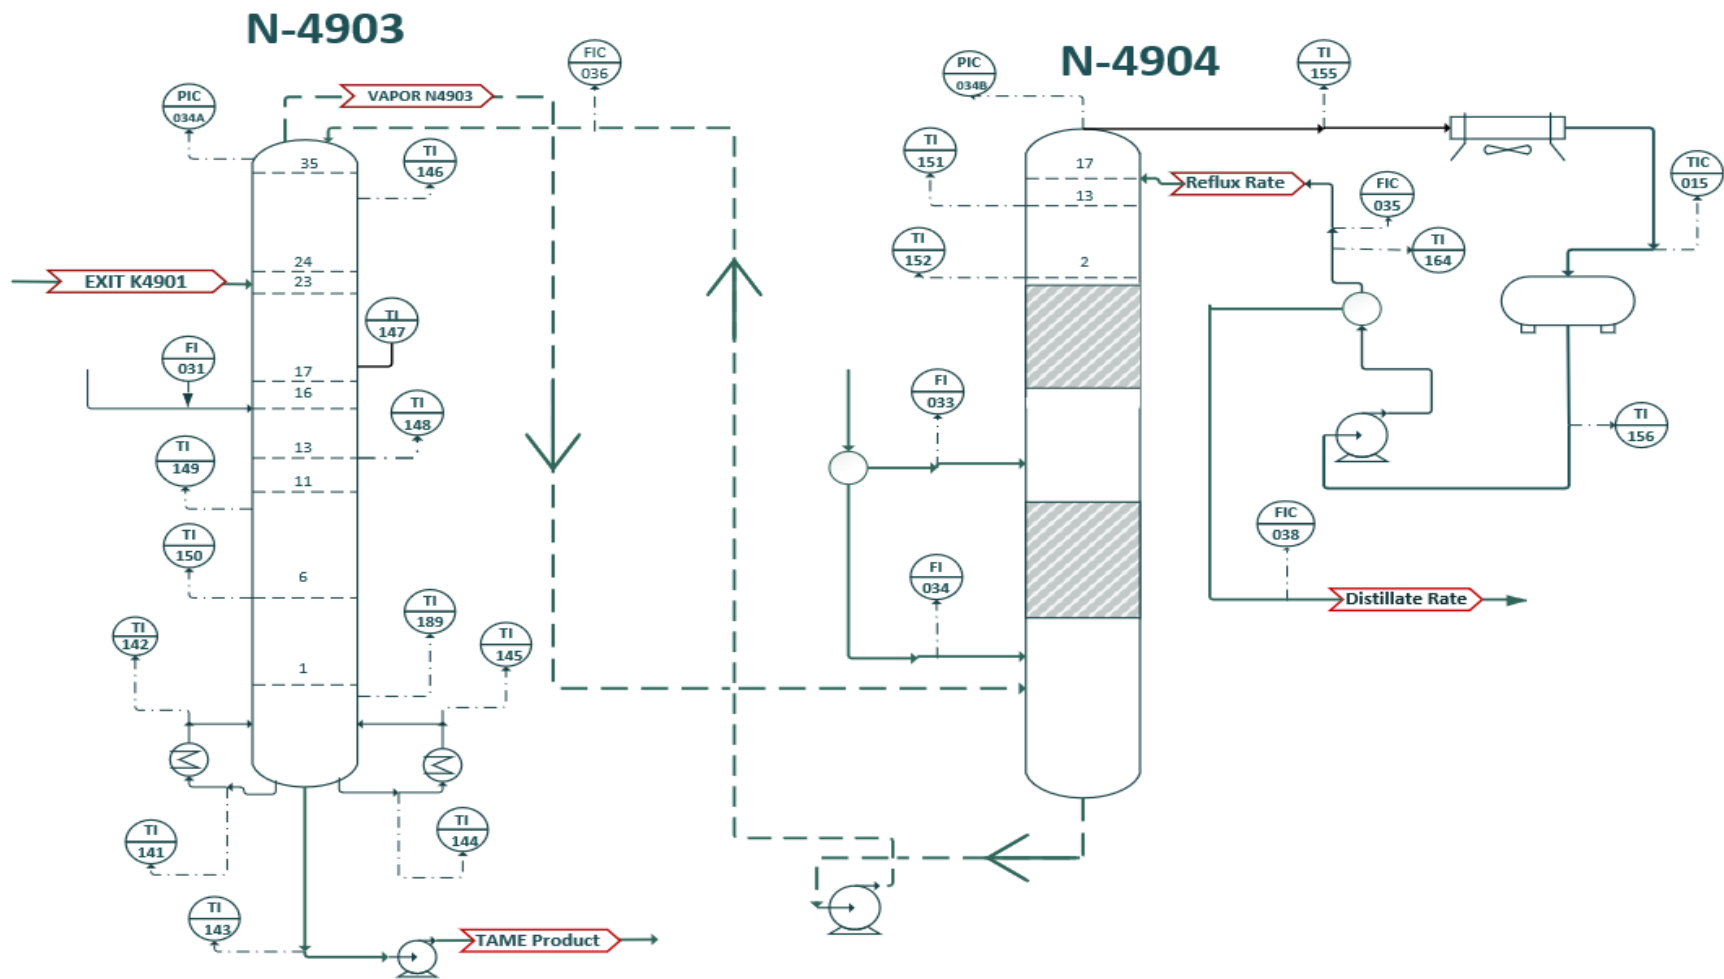 N-4903
N-4904
FIC
036
TI
155
PIC
034B
PIC
034A
VAPOR N4903
TI
146
TI
151
TIC
015
35
17
Reflux Rate
FIC
035
13
TI
152
TI
164
24
2
EXIT K4901
23
TI
147
FI
031
17
16
FI
033
TI
148
TI
156
13
TI
149
11
FIC
038
TI
150
6
FI
034
Distillate Rate
TI
189
TI
142
TI
145
1
TI
141
TI
144
TI
143
TAME Product